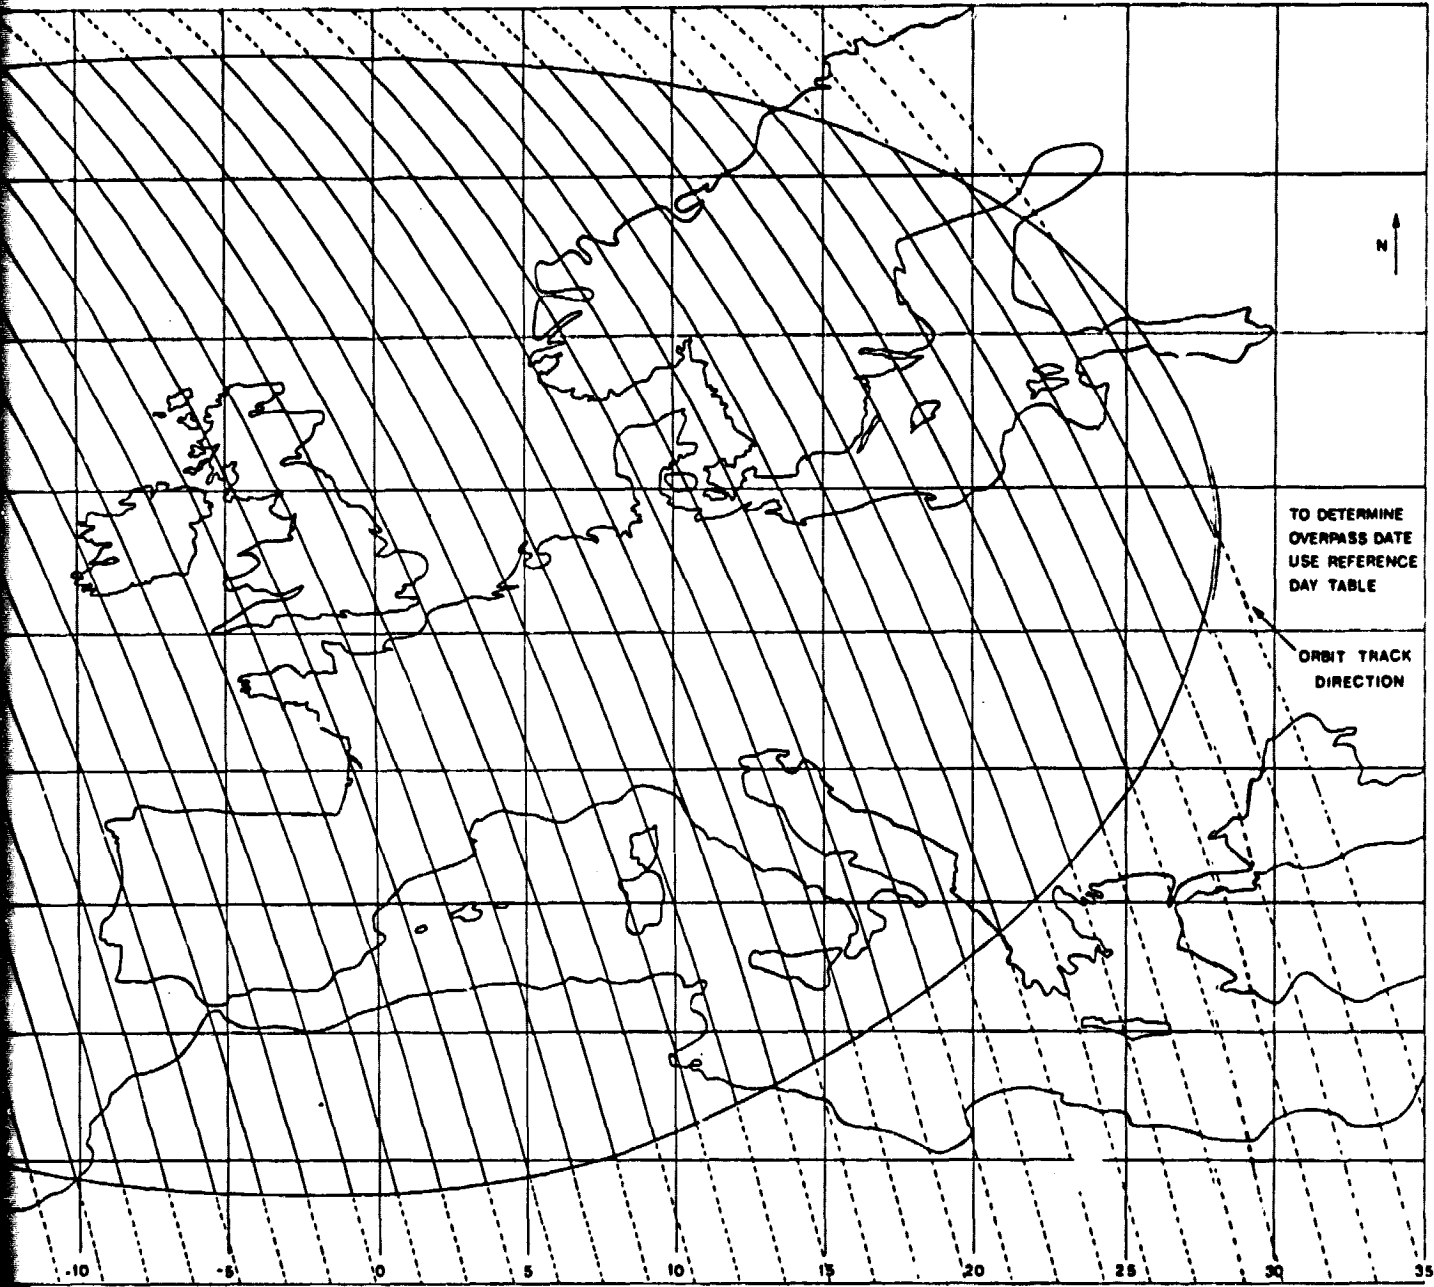 N
TO DETERMINE
OVERPASS DATE
USE REFERENCE
DAY TABLE
ORBIT TRACK
DIRECTION
-10 -5 0 5 10 15 20 25 30 35